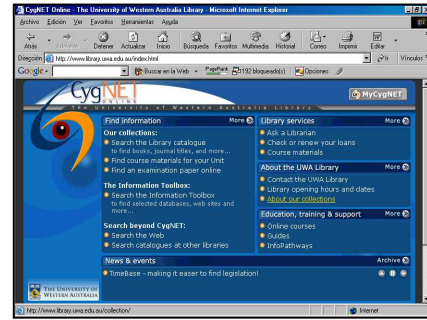 CygNET Online - The University of Western Australia Library - Microsoft Internet Explorer
Archivo Edición Ver Favoritos Herramientas Ayuda
Atrás Adelante Detener Actualizar Inicio Búsqueda Favoritos Multimedia Historial Correo Imprimir Editar
Dirección http://www.library.uwa.edu.au/index.html Ir Vínculos
Google Buscar en la Web PageRank 192 bloqueado(s) Opciones
CygNET
ONLINE
The University of Western Australia Library
MyCygNET
Find information More
Our collections:
Search the Library catalogue
to find books, journal titles, and more...
Find course materials for your Unit
Find an examination paper online
The Information Toolbox:
Search the Information Toolbox
to find selected databases, web sites and
more...
Search beyond CygNET:
Search the Web
Search catalogues at other libraries
Library services More
Ask a Librarian
Check or renew your loans
Course materials
About the UWA Library More
Contact the UWA Library
Library opening hours and dates
About our collections
Education, training & support More
Online courses
Guides
InfoPathways
News & events Archive
TimeBase - making it easer to find legislation!
THE UNIVERSITY OF
WESTERN AUSTRALIA
http://www.library.uwa.edu.au/collection/ Internet